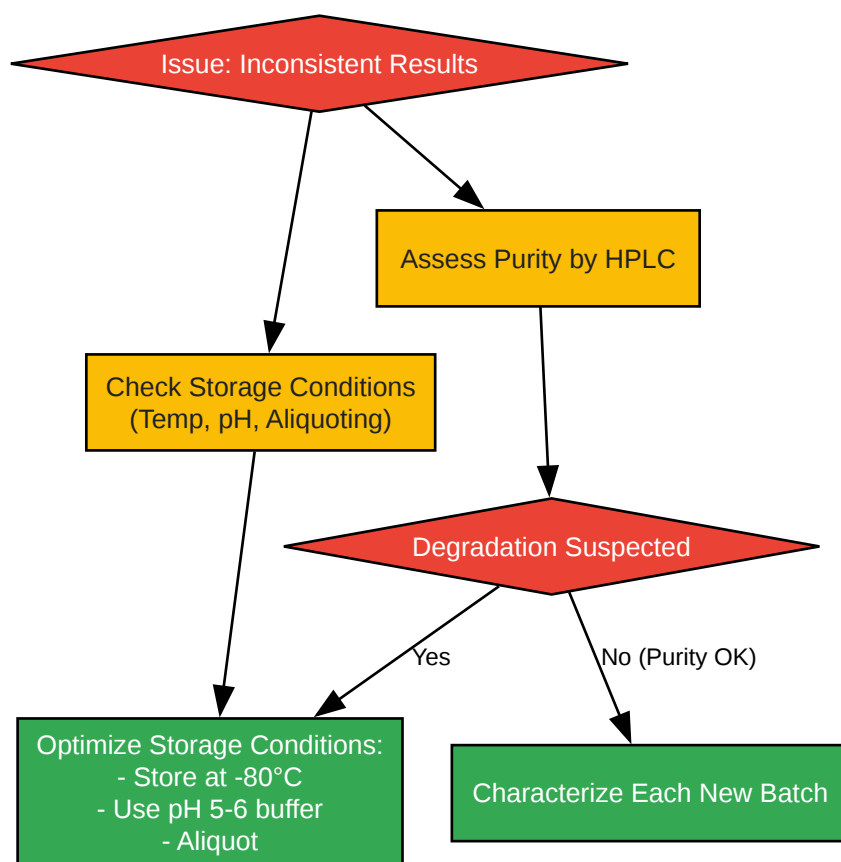 Issue: Inconsistent Results
Assess Purity by HPLC
Check Storage Conditions
(Temp, pH, Aliquoting)
Degradation Suspected
Yes
No (Purity OK)
Optimize Storage Conditions:
- Store at -80°C
- Use pH 5-6 buffer
- Aliquot
Characterize Each New Batch